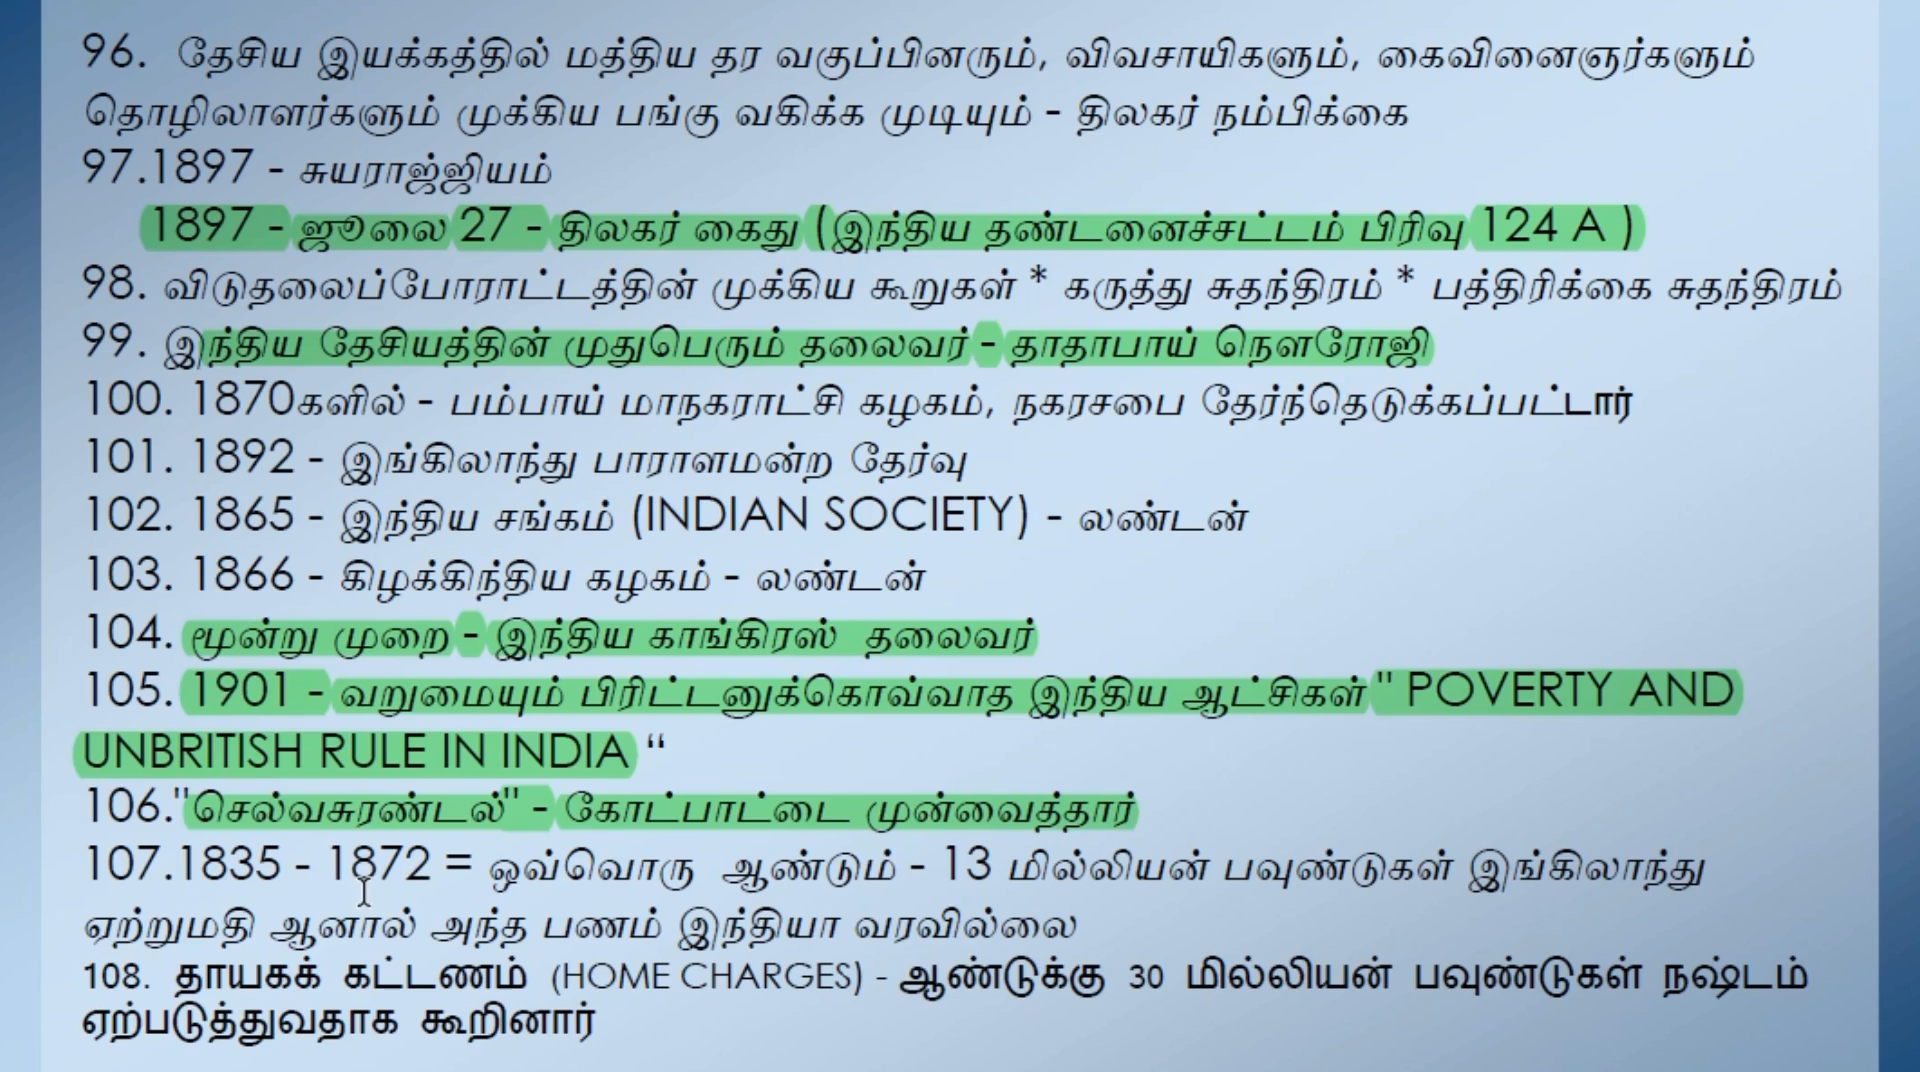 96. தேசிய இயக்கத்தில் மத்திய தர வகுப்பினரும், விவசாயிகளும், கைவினைஞர்களும்
தொழிலாளர்களும் முக்கிய பங்கு வகிக்க முடியும் - திலகர் நம்பிக்கை
97.1897 - சுயராஜ்ஜியம்
1897 - ஜூலை 27 - திலகர் கைது (இந்திய தண்டனைச்சட்டம் பிரிவு 124 A )
98. விடுதலைப்போராட்டத்தின் முக்கிய கூறுகள் * கருத்து சுதந்திரம் * பத்திரிக்கை சுதந்திரம்
99. இந்திய தேசியத்தின் முதுபெரும் தலைவர் - தாதாபாய் நௌரோஜி
100. 1870களில் - பம்பாய் மாநகராட்சி கழகம், நகரசபை தேர்ந்தெடுக்கப்பட்டார்
101. 1892 - இங்கிலாந்து பாராளமன்ற தேர்வு
102. 1865 - இந்திய சங்கம் (INDIAN SOCIETY) - லண்டன்
103. 1866 - கிழக்கிந்திய கழகம் - லண்டன்
104. மூன்று முறை - இந்திய காங்கிரஸ் தலைவர்
105. 1901 - வறுமையும் பிரிட்டனுக்கொவ்வாத இந்திய ஆட்சிகள் " POVERTY AND
UNBRITISH RULE IN INDIA “
106."செல்வசுரண்டல்" - கோட்பாட்டை முன்வைத்தார்
107.1835 - 1872 = ஒவ்வொரு ஆண்டும் - 13 மில்லியன் பவுண்டுகள் இங்கிலாந்து
ஏற்றுமதி ஆனால் அந்த பணம் இந்தியா வரவில்லை
108. தாயகக் கட்டணம் (HOME CHARGES) - ஆண்டுக்கு 30 மில்லியன் பவுண்டுகள் நஷ்டம்
ஏற்படுத்துவதாக கூறினார்